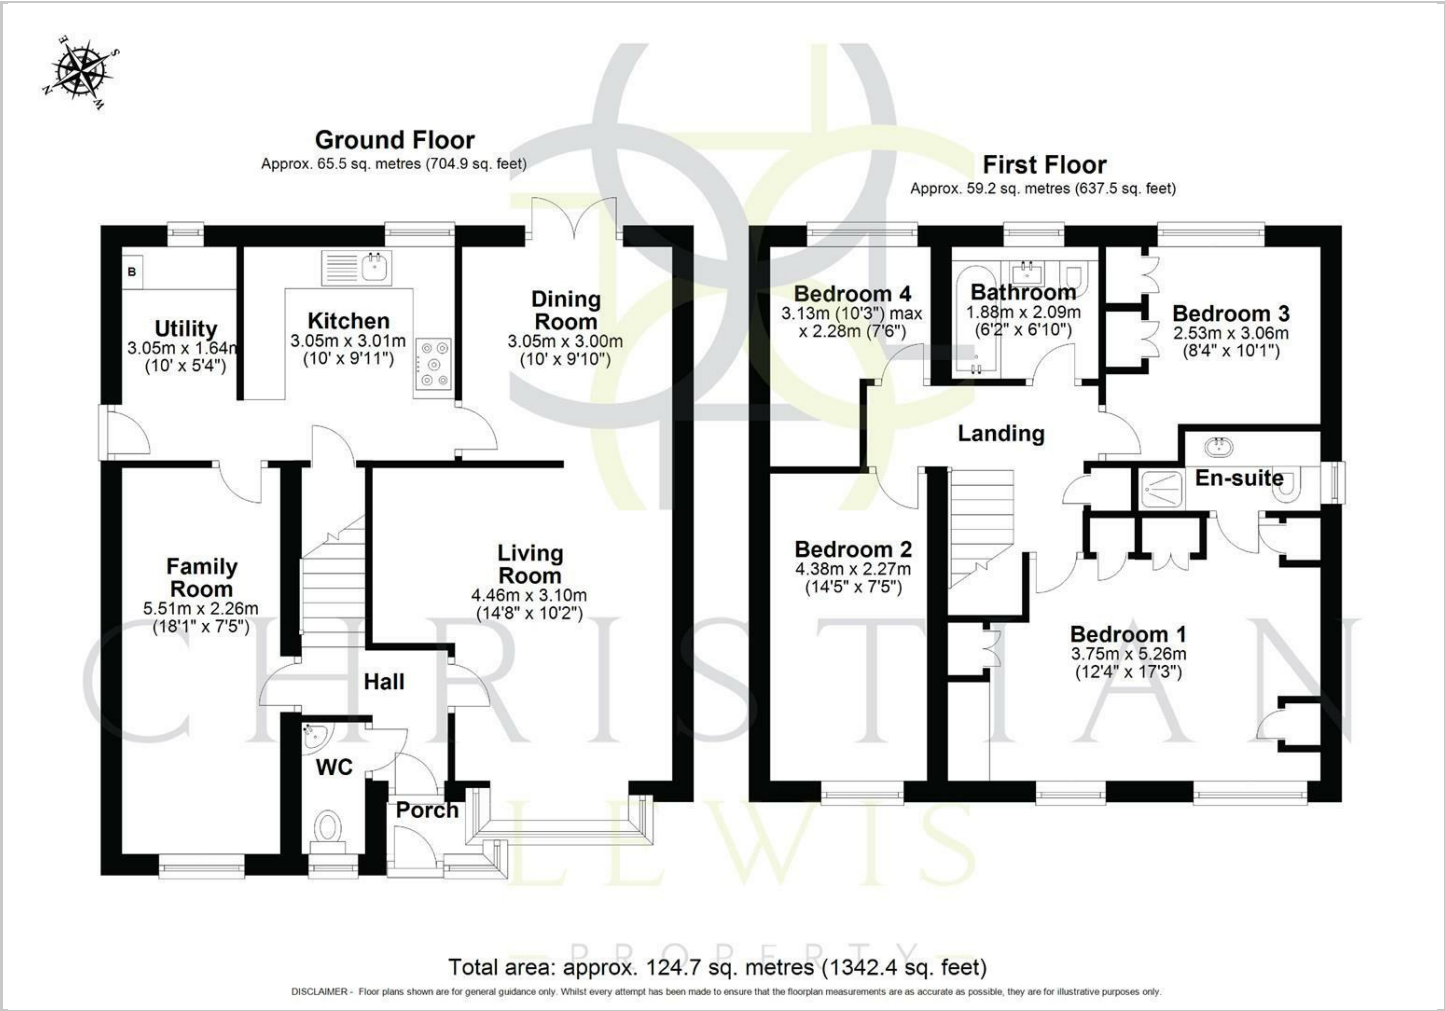 E
S
N
W
Ground Floor
Approx. 65.5 sq. metres (704.9 sq. feet)
B
Utility
3.05m x 1.64m
(10' x 5'4")
Kitchen
3.05m x 3.01m
(10' x 9'11")
Dining
Room
3.05m x 3.00m
(10' x 9'10")
Family
Room
5.51m x 2.26m
(18'1" x 7'5")
Living
Room
4.46m x 3.10m
(14'8" x 10'2")
Hall
WC
Porch
First Floor
Approx. 59.2 sq. metres (637.5 sq. feet)
Bedroom 4
3.13m (10'3") max
x 2.28m (7'6")
Bathroom
1.88m x 2.09m
(6'2" x 6'10")
Bedroom 3
2.53m x 3.06m
(8'4" x 10'1")
Landing
En-suite
Bedroom 2
4.38m x 2.27m
(14'5" x 7'5")
Bedroom 1
3.75m x 5.26m
(12'4" x 17'3")
CHRISTIAN
LEWIS
PROPERTY
Total area: approx. 124.7 sq. metres (1342.4 sq. feet)
DISCLAIMER - Floor plans shown are for general guidance only. Whilst every attempt has been made to ensure that the floorplan measurements are as accurate as possible, they are for illustrative purposes only.